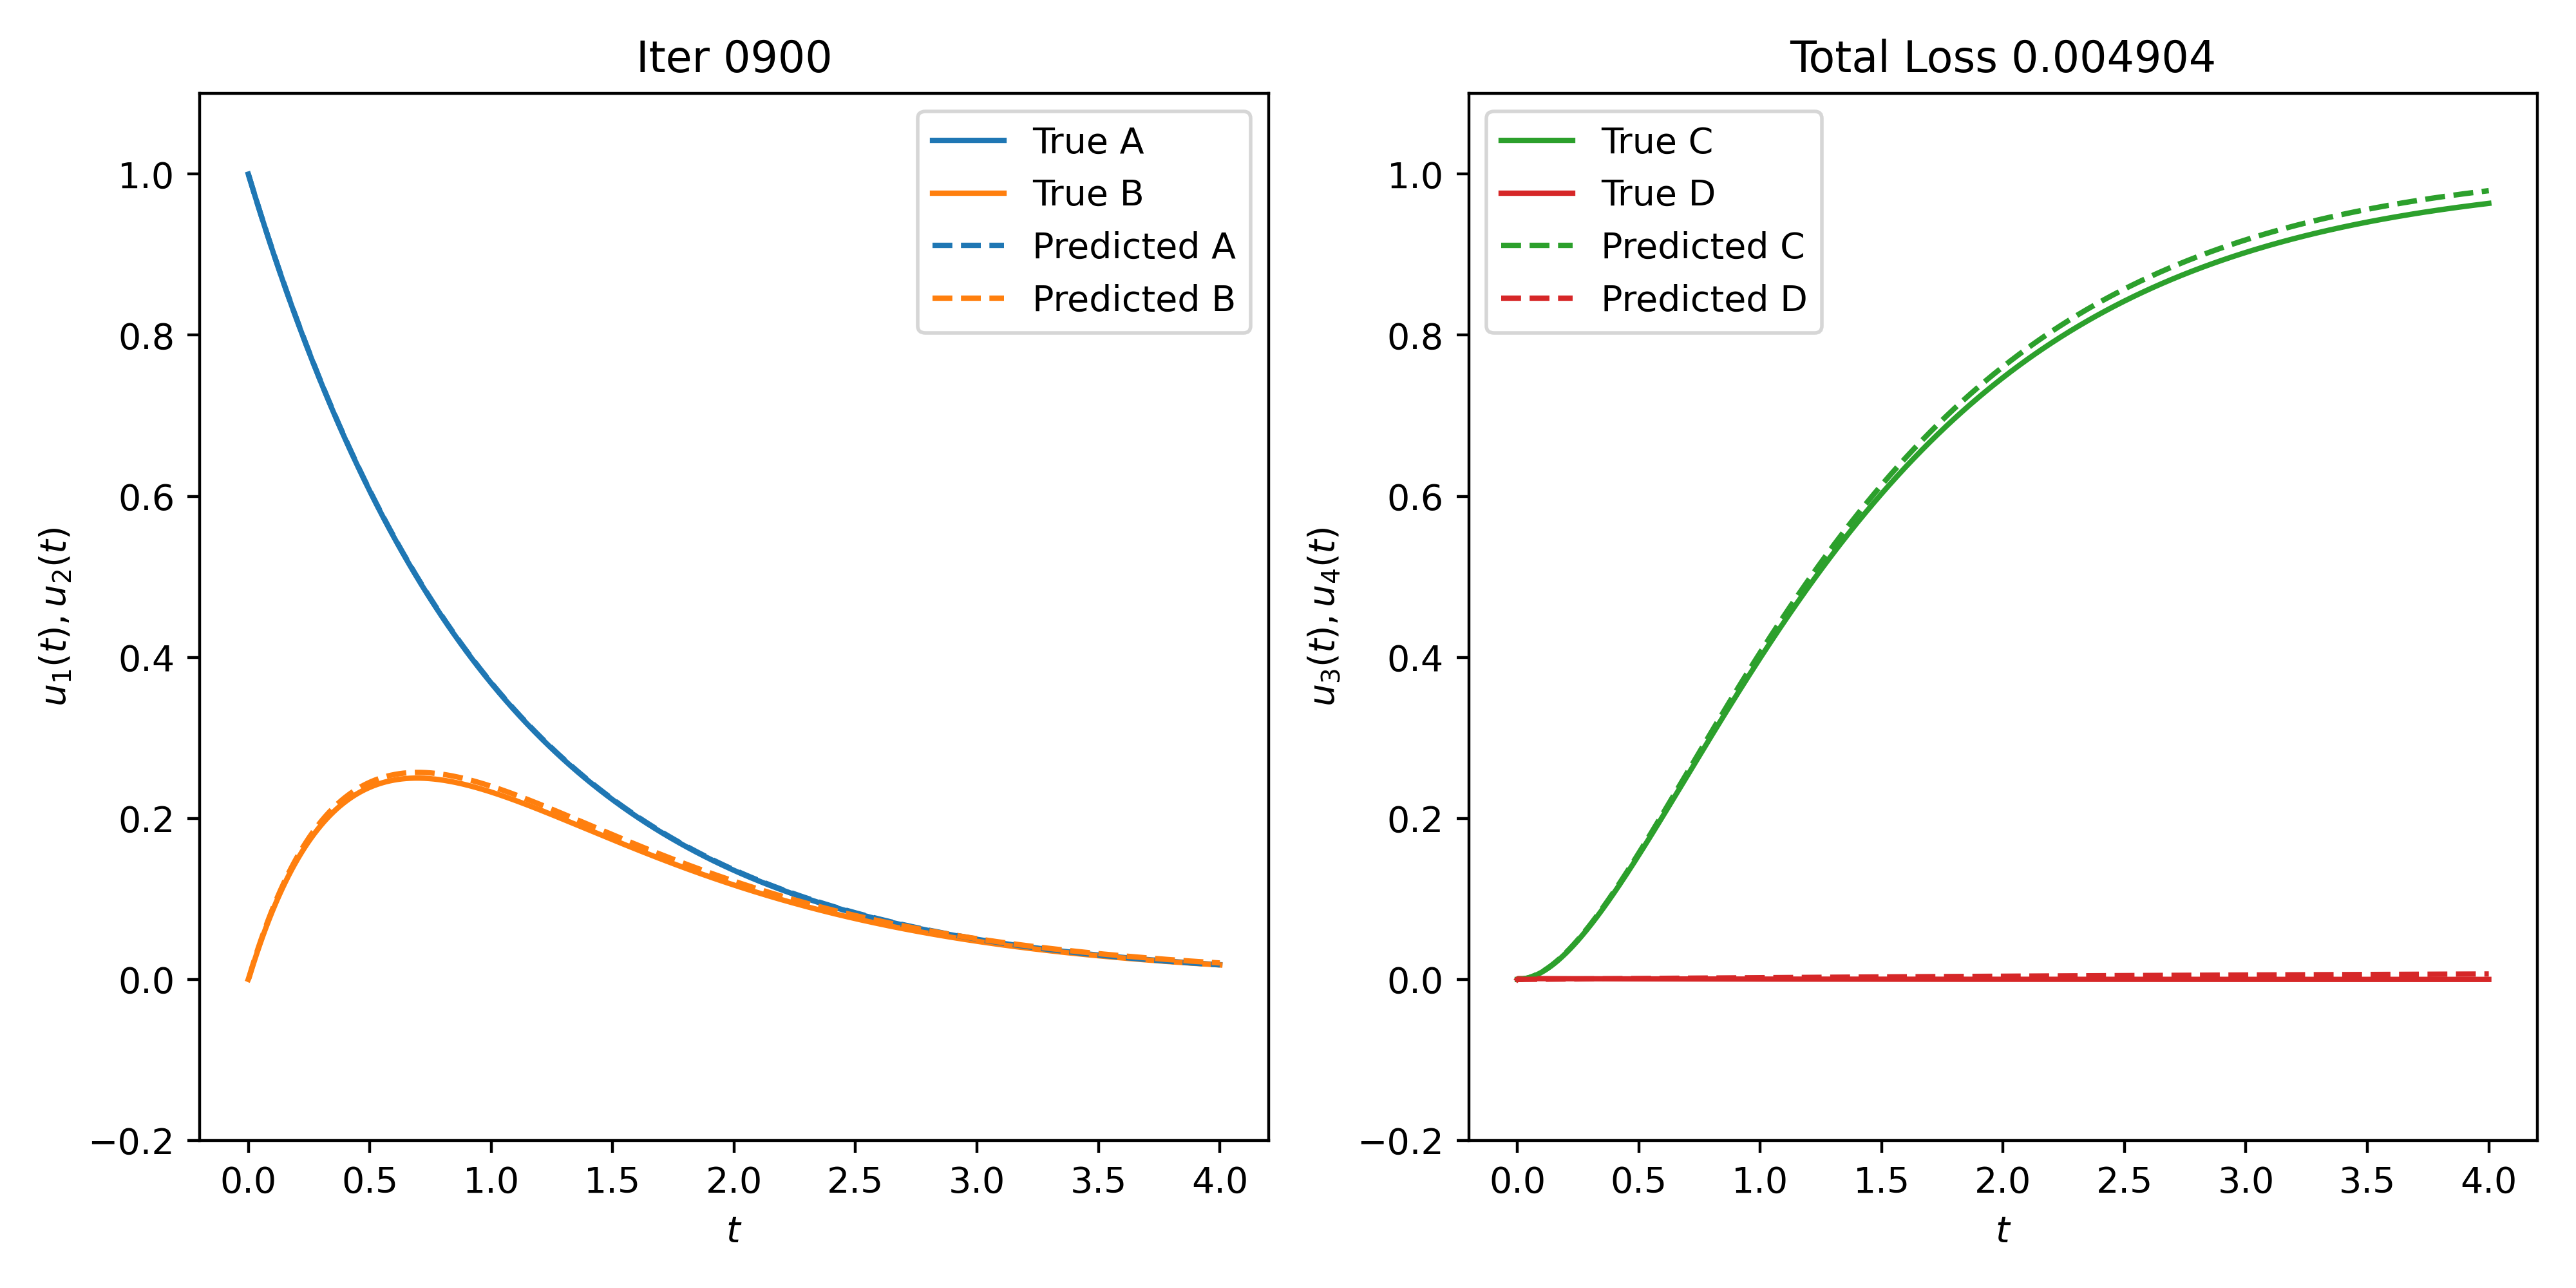 Iter 0900
True A
True B
Predicted A
Predicted B
1.0
0.8
0.6
0.4
0.2
0.0
−0.2
u₁(t), u₂(t)
0.0 0.5 1.0 1.5 2.0 2.5 3.0 3.5 4.0
t
Total Loss 0.004904
True C
True D
Predicted C
Predicted D
1.0
0.8
0.6
0.4
0.2
0.0
−0.2
u₃(t), u₄(t)
0.0 0.5 1.0 1.5 2.0 2.5 3.0 3.5 4.0
t